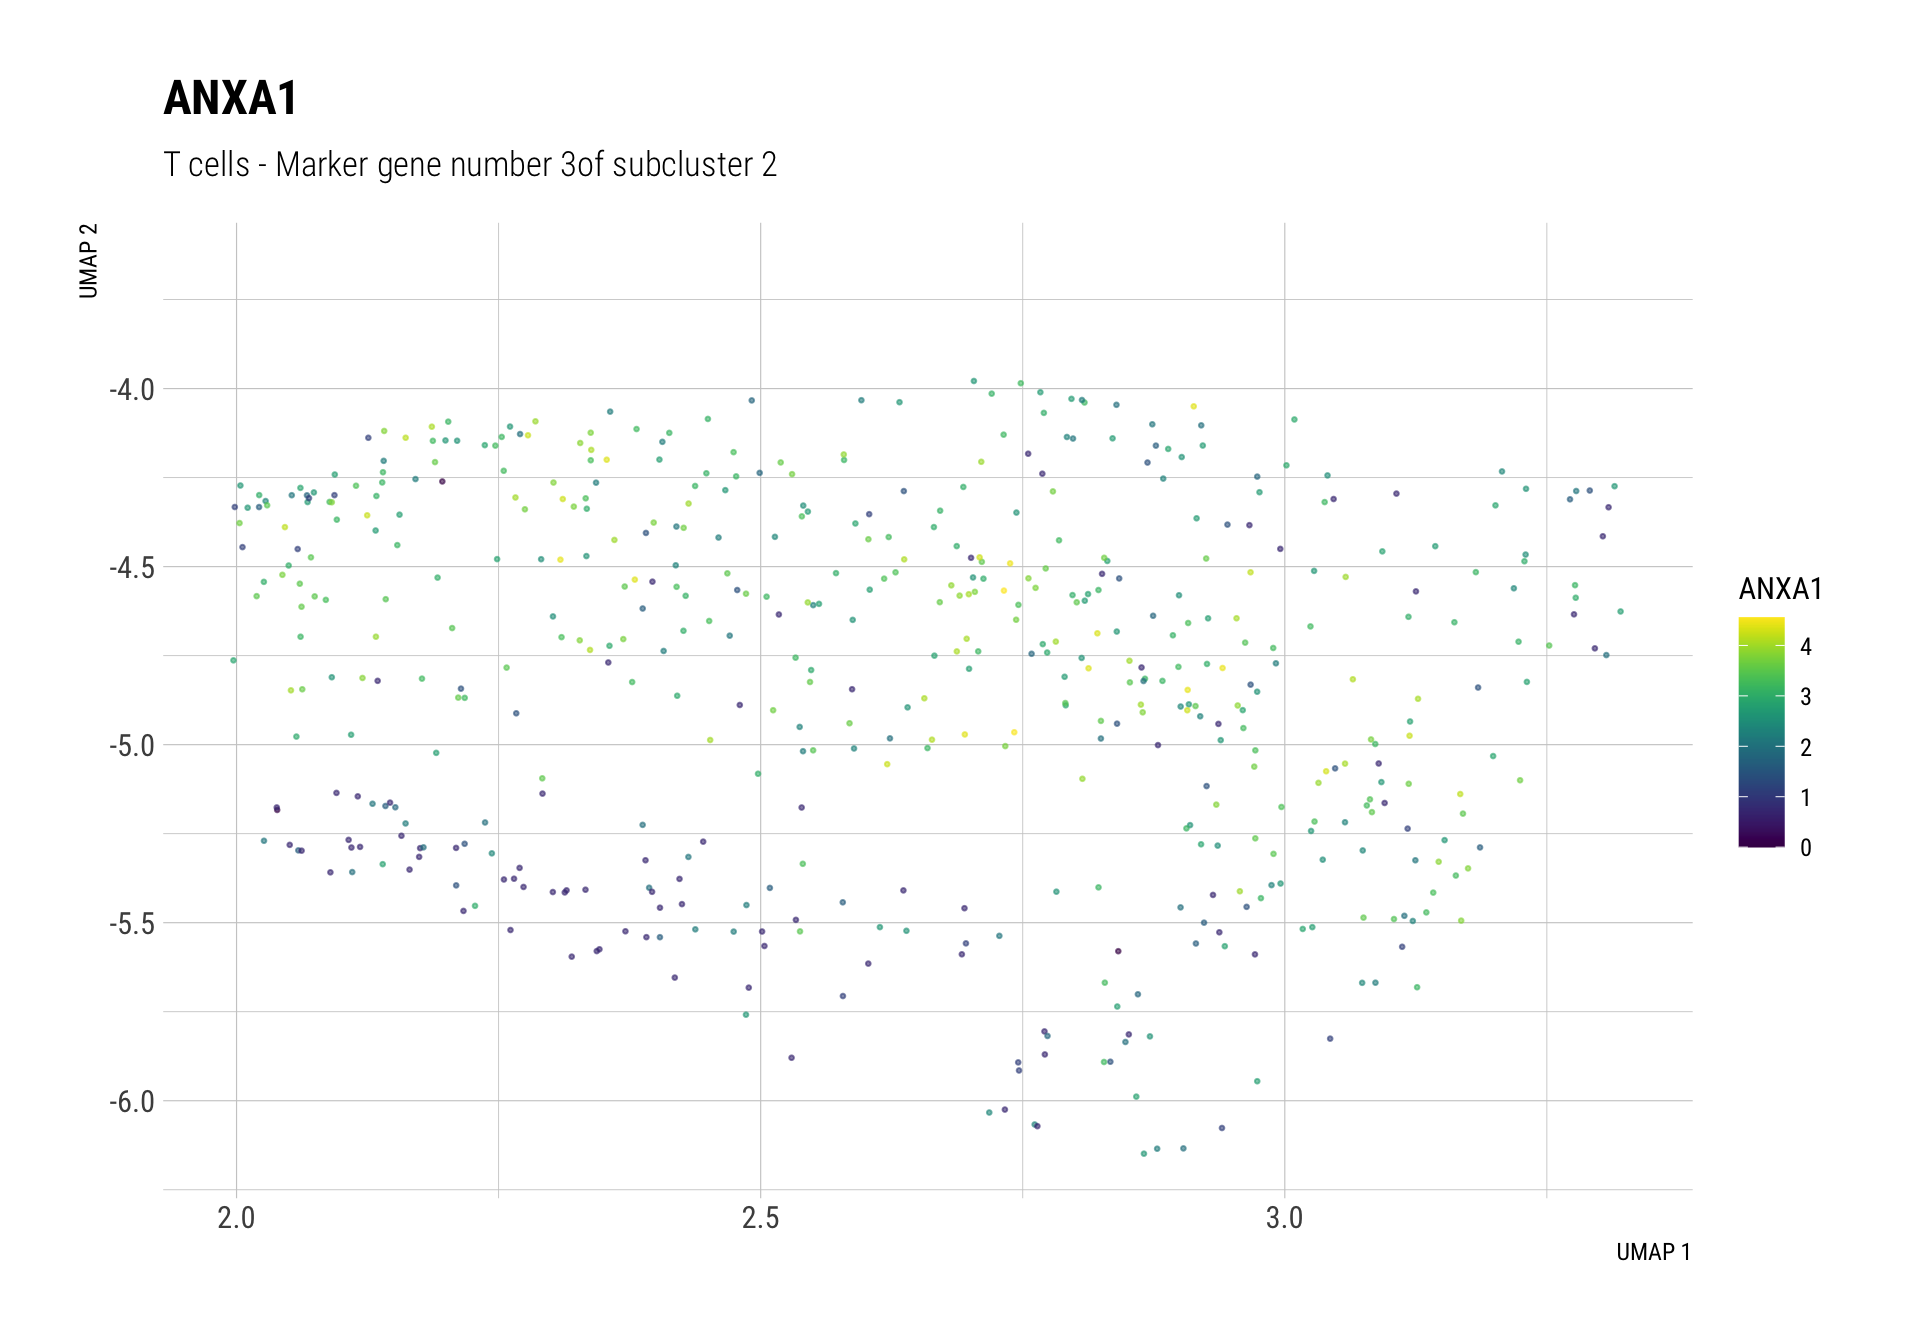 ANXA1
T cells - Marker gene number 3of subcluster 2
UMAP 2
-4.0
-4.5
-5.0
-5.5
-6.0
2.0 2.5 3.0
UMAP 1
ANXA1
4
3
2
1
0